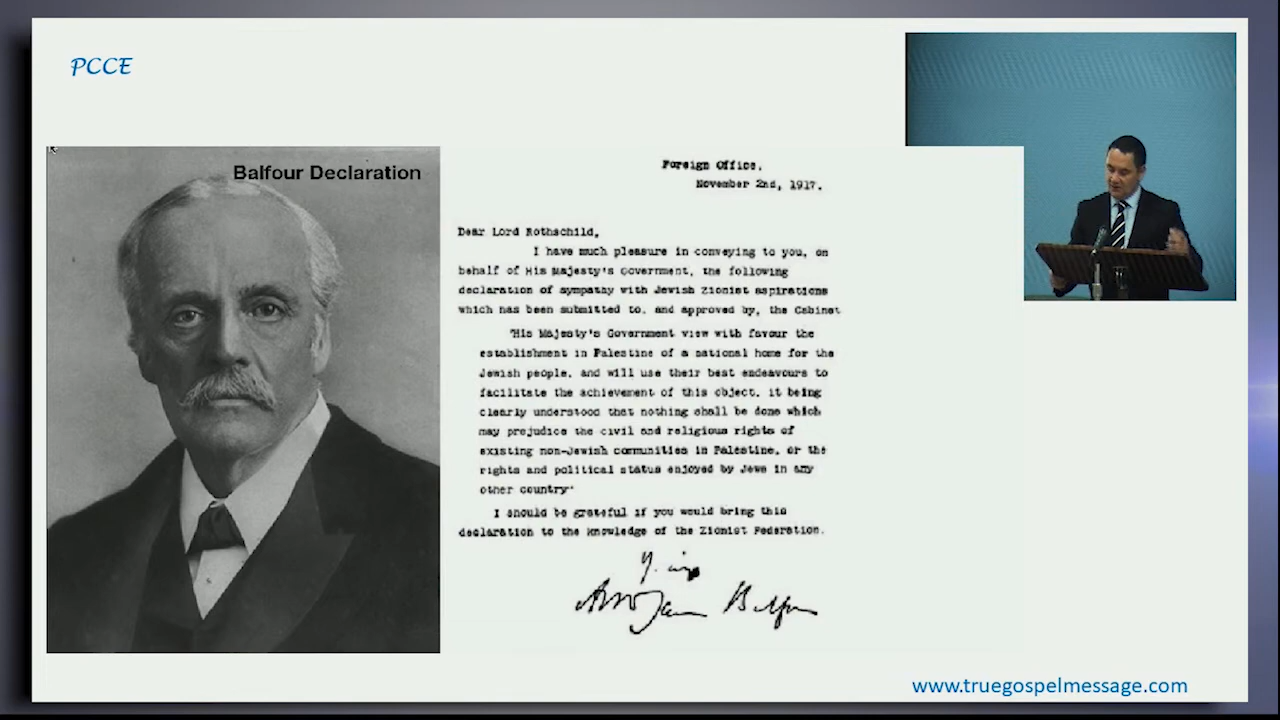 PCCE
Balfour Declaration
Foreign Office,
November 2nd, 1917.
Dear Lord Rothschild,
I have much pleasure in conveying to you, on
behalf of His Majesty's Government, the following
declaration of sympathy with Jewish Zionist aspirations
which has been submitted to, and approved by, the Cabinet
"His Majesty's Government view with favour the
establishment in Palestine of a national home for the
Jewish people, and will use their best endeavours to
facilitate the achievement of this object, it being
clearly understood that nothing shall be done which
may prejudice the civil and religious rights of
existing non-Jewish communities in Palestine, or the
rights and political status enjoyed by Jews in any
other country"
I should be grateful if you would bring this
declaration to the knowledge of the Zionist Federation.
Balfour
www.truegospelmessage.com